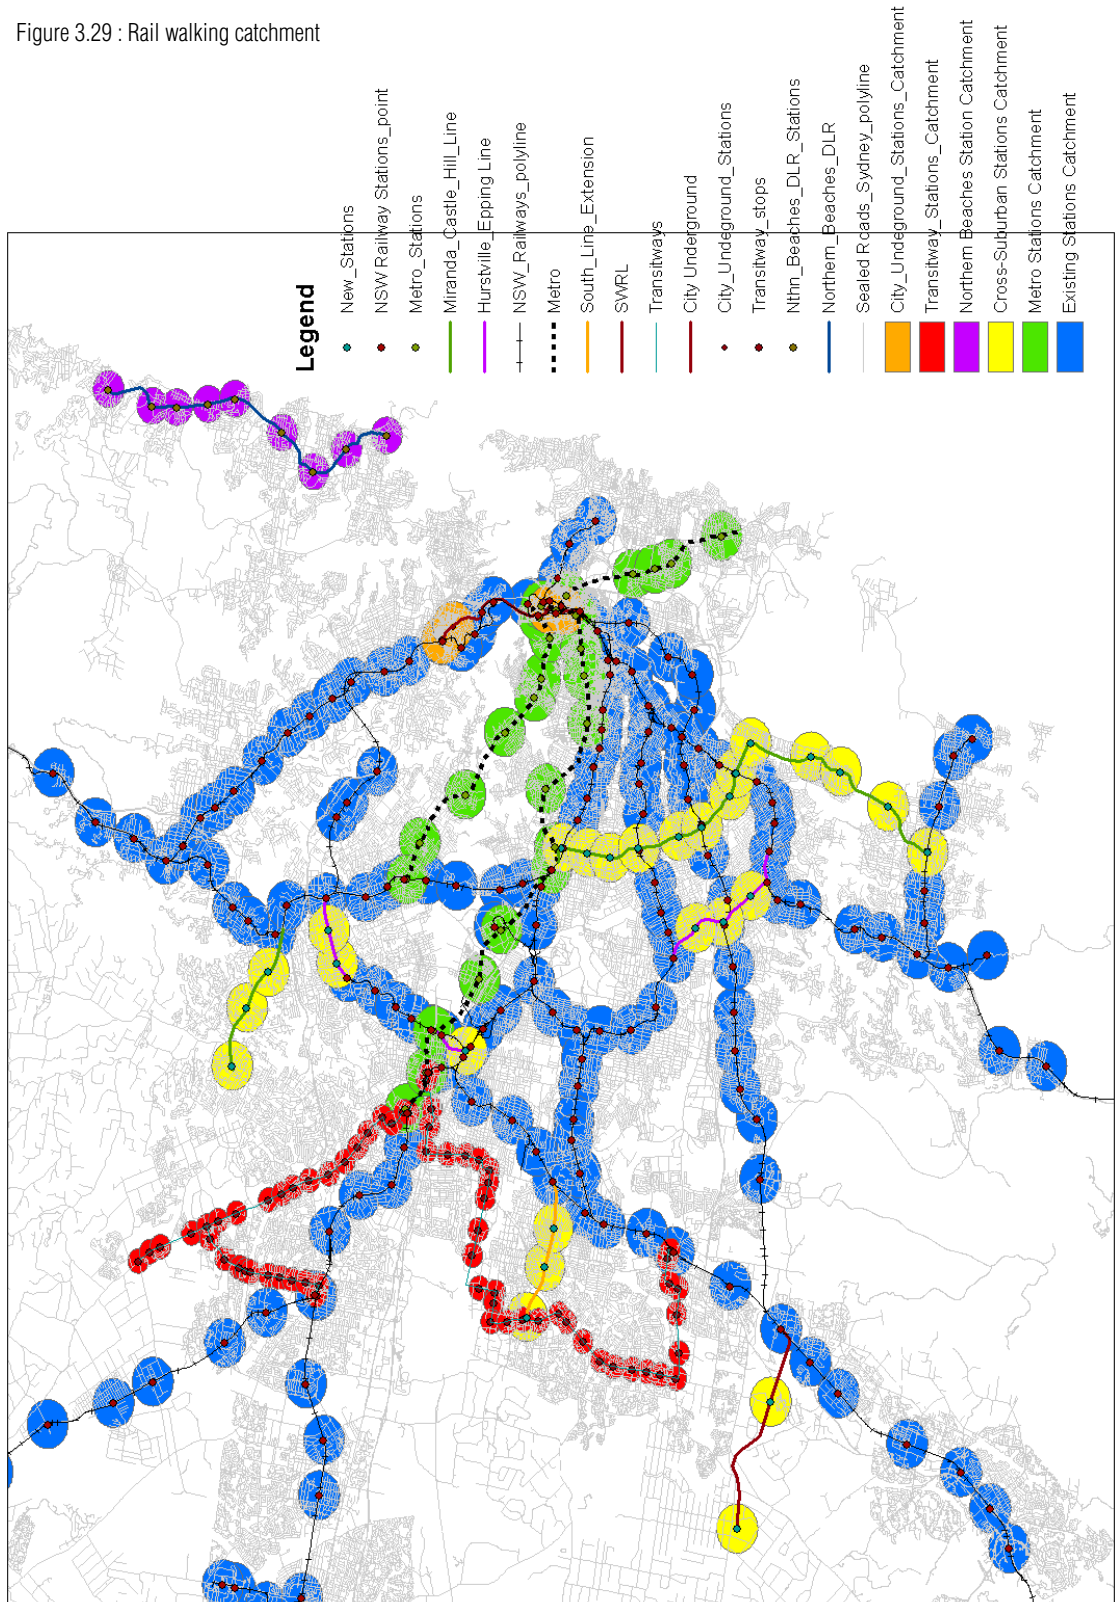 Figure 3.29 : Rail walking catchment
Legend
New_Stations
NSW Railway Stations_point
Metro_Stations
Miranda_Castle_Hill_Line
Hurstville_Epping Line
NSW_Railways_polyline
Metro
South_Line_Extension
SWRL
Transitways
City Underground
City_Undeground_Stations
Transitway_stops
Nthn_Beaches_DLR_Stations
Northern_Beaches_DLR
Sealed Roads_Sydney_polyline
City_Undeground_Stations_Catchment
Transitway_Stations_Catchment
Northern Beaches Station Catchment
Cross-Suburban Stations Catchment
Metro Stations Catchment
Existing Stations Catchment